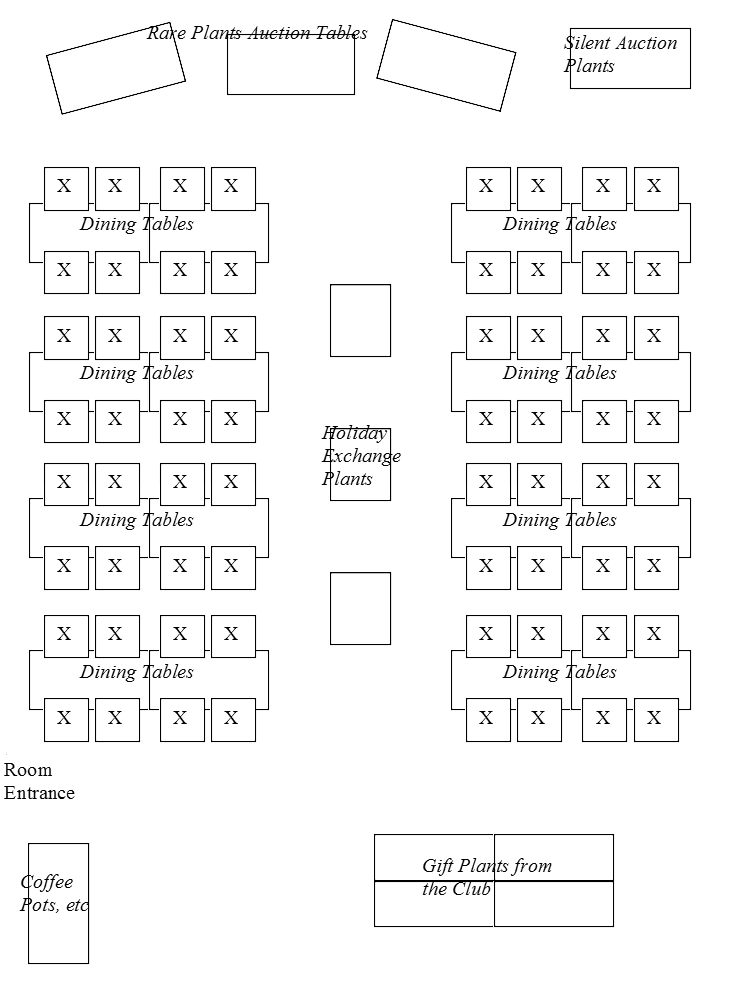 Rare Plants Auction Tables
Silent Auction
Plants
X X X X X X X X
Dining Tables Dining Tables
X X X X X X X X
X X X X X X X X
Dining Tables Dining Tables
X X X X X X X X
Holiday
Exchange
Plants
X X X X X X X X
Dining Tables Dining Tables
X X X X X X X X
X X X X X X X X
Dining Tables Dining Tables
X X X X X X X X
Room
Entrance
Gift Plants from
the Club
Coffee
Pots, etc